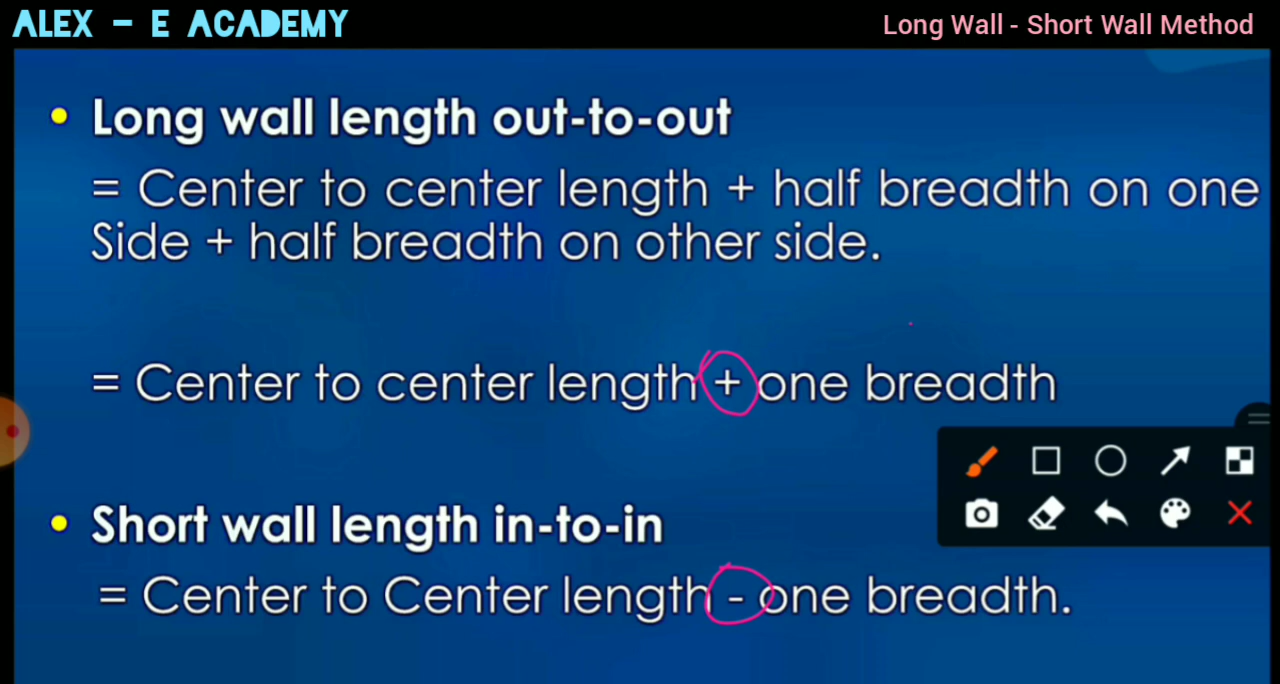 ALEX - E ACADEMY
Long Wall - Short Wall Method
• Long wall length out-to-out
= Center to center length + half breadth on one
Side + half breadth on other side.
= Center to center length + one breadth
• Short wall length in-to-in
= Center to Center length - one breadth.